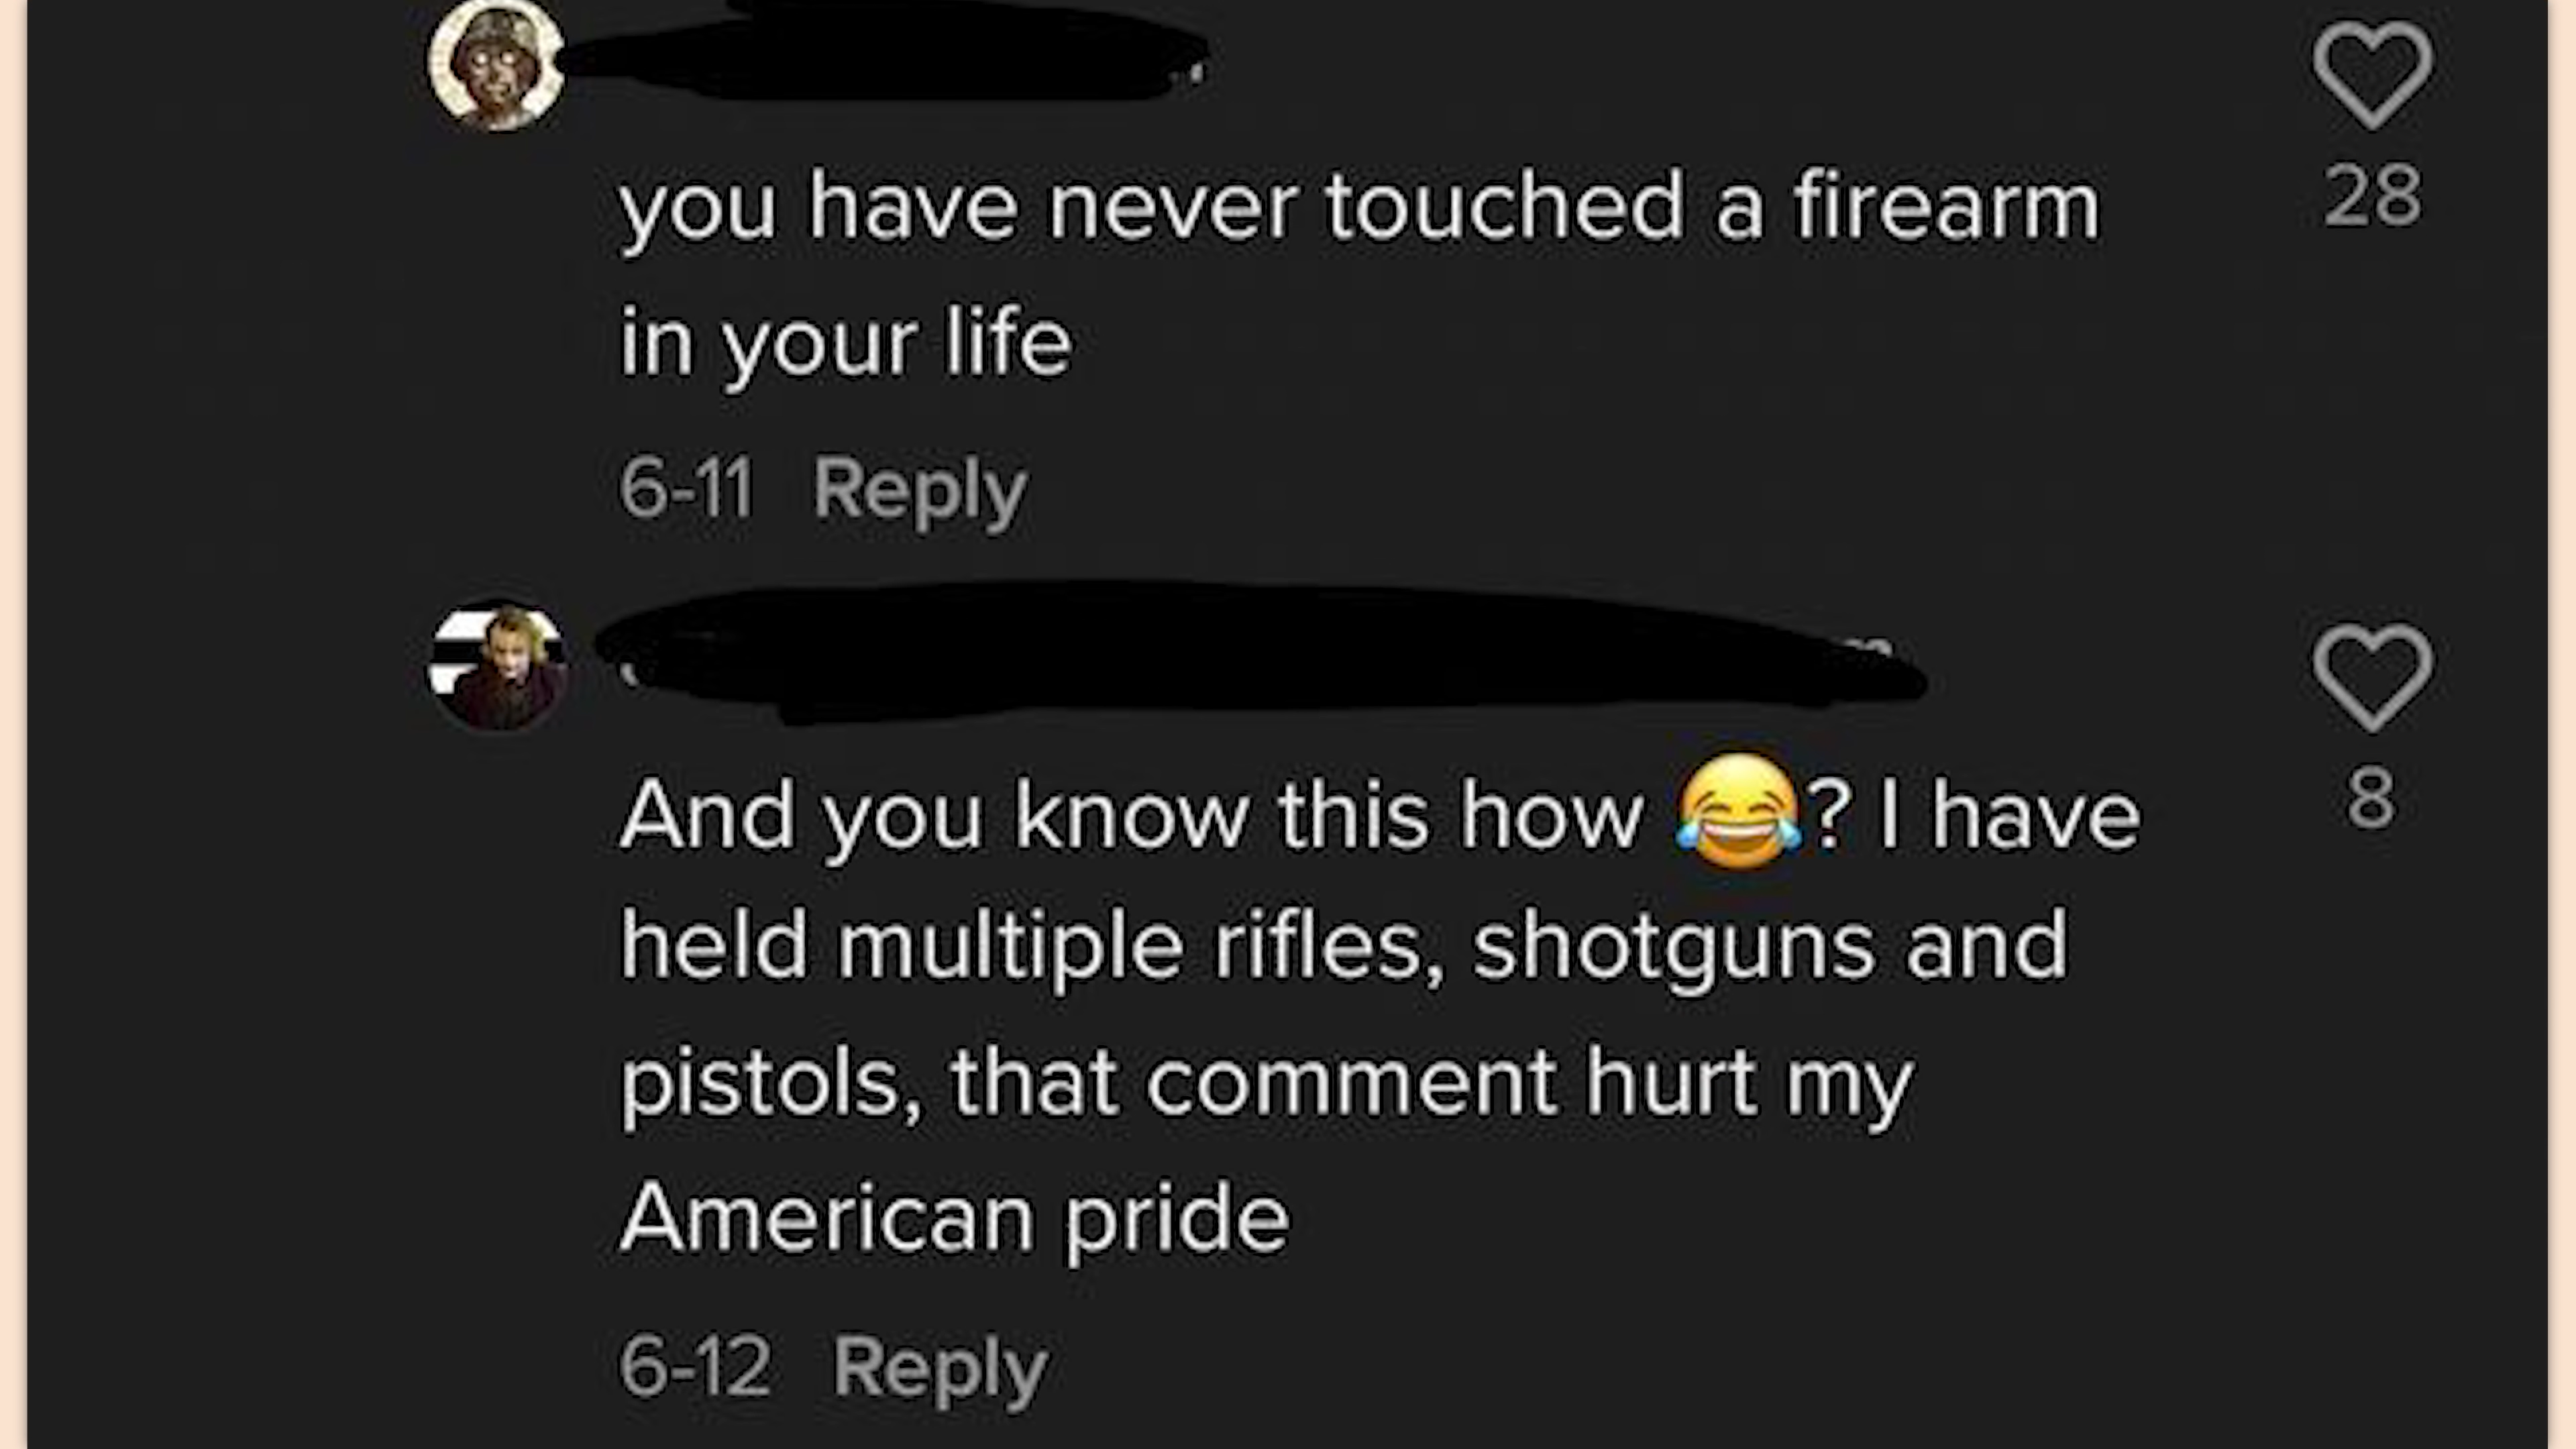 28
you have never touched a firearm
in your life
6-11 Reply
8
And you know this how 😂? I have
held multiple rifles, shotguns and
pistols, that comment hurt my
American pride
6-12 Reply